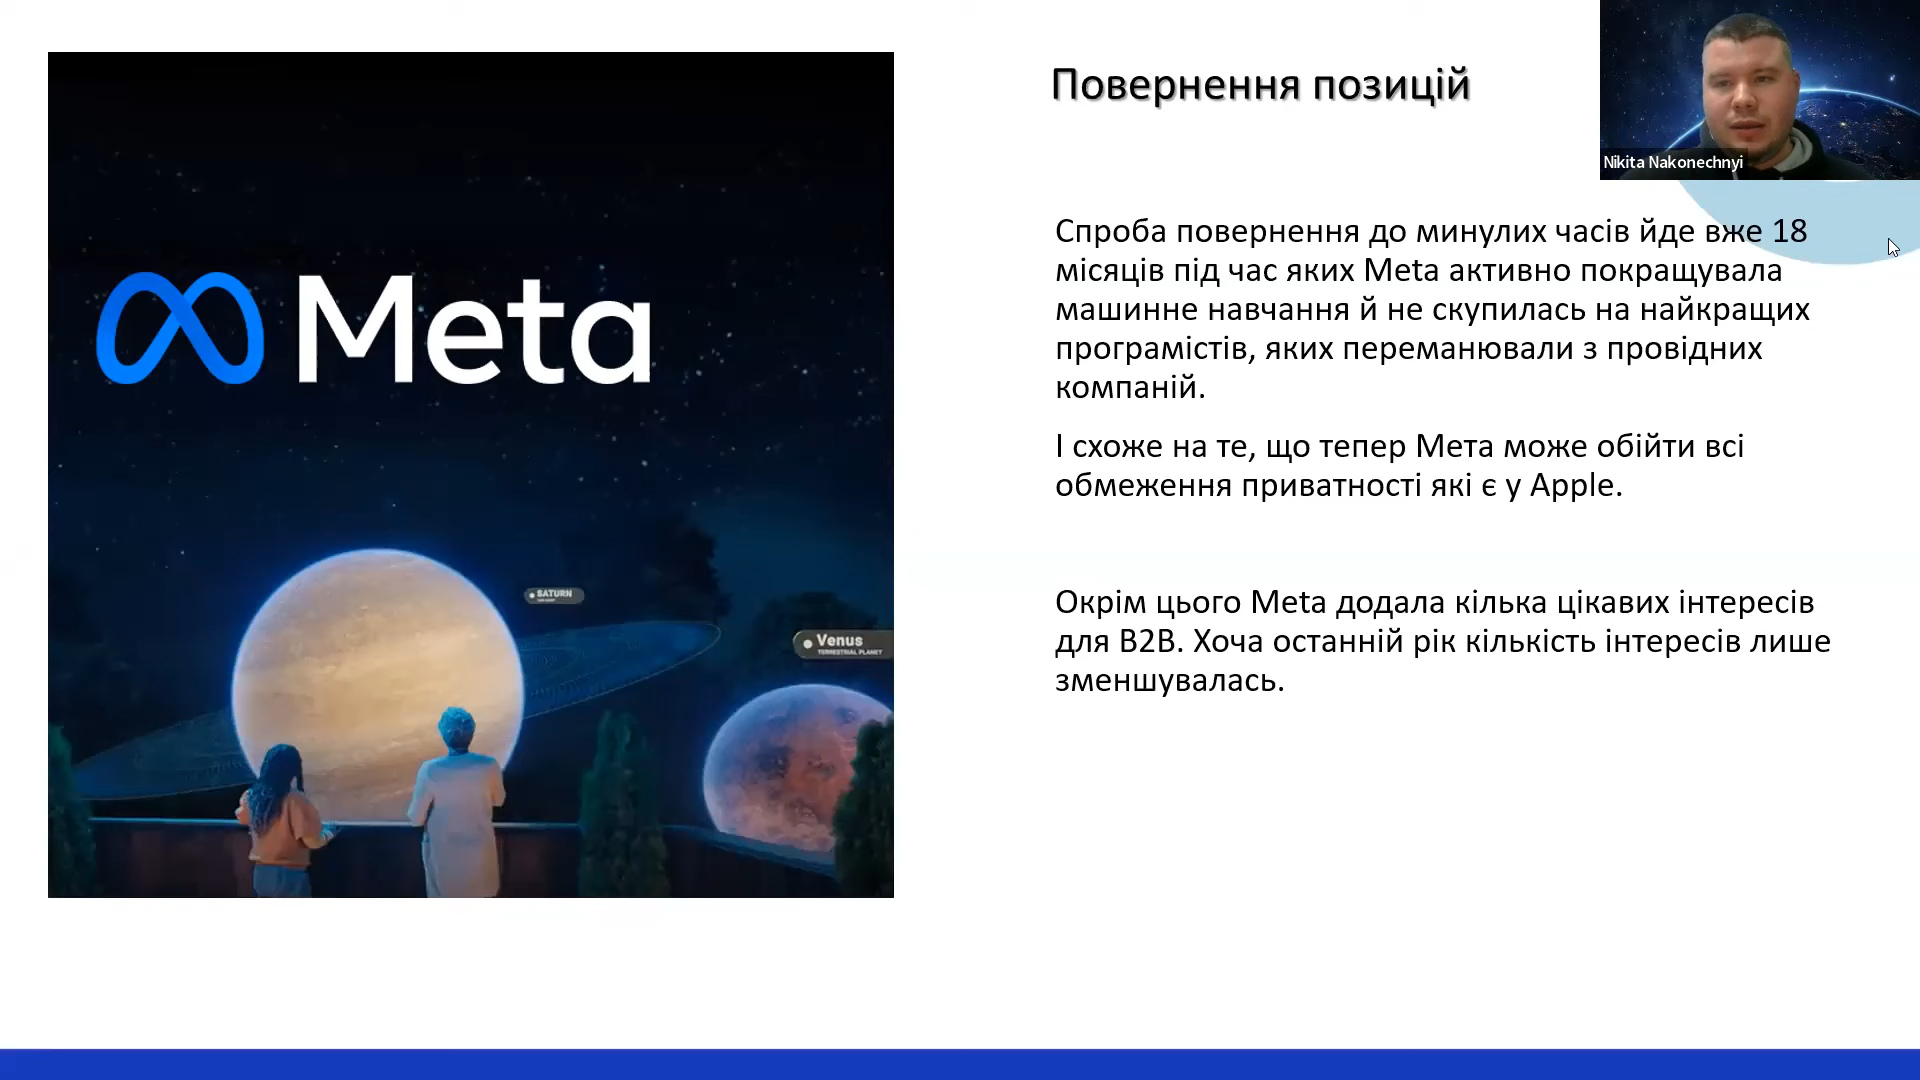 Повернення позицій
Nikita Nakonechnyi
Спроба повернення до минулих часів йде вже 18
місяців під час яких Meta активно покращувала
машинне навчання й не скупилась на найкращих
програмістів, яких переманювали з провідних
компаній.
І схоже на те, що тепер Мета може обійти всі
обмеження приватності які є у Apple.
Окрім цього Meta додала кілька цікавих інтересів
для B2B. Хоча останній рік кількість інтересів лише
зменшувалась.
Meta
SATURN
Venus
TERRESTRIAL PLANET